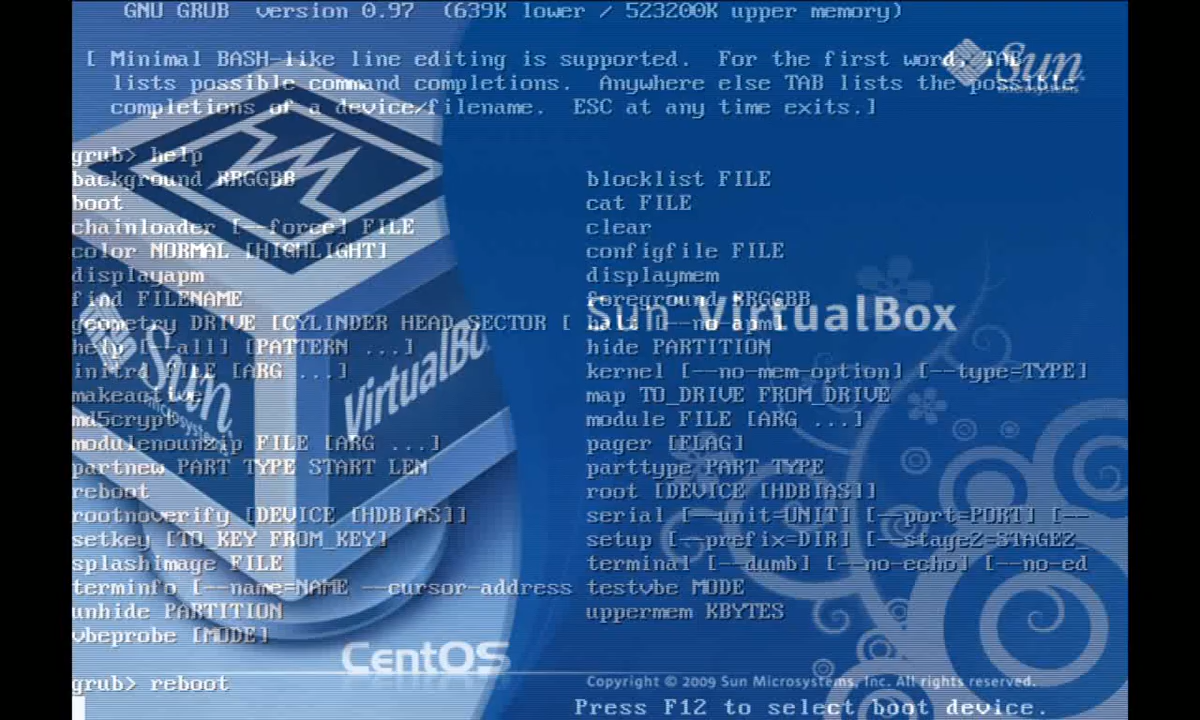 GNU GRUB version 0.97 (639K lower / 523200K upper memory)
[ Minimal BASH-like line editing is supported. For the first word, TAB
lists possible command completions. Anywhere else TAB lists the possible
completions of a device/filename. ESC at any time exits.]
Sun
microsystems
grub> help
background RRGGBB blocklist FILE
boot cat FILE
chainloader [--force] FILE clear
color NORMAL [HIGHLIGHT] configfile FILE
displayapm displaymem
find FILENAME foreground RRGGBB
geometry DRIVE [CYLINDER HEAD SECTOR [ halt [--no-apm]
Sun VirtualBox
help [--all] [PATTERN ...] hide PARTITION
initrd FILE [ARG ...] kernel [--no-mem-option] [--type=TYPE]
makeactive map TO_DRIVE FROM_DRIVE
md5crypt module FILE [ARG ...]
modulenounzip FILE [ARG ...] pager [FLAG]
partnew PART TYPE START LEN parttype PART TYPE
reboot root [DEVICE [HDBIAS]]
rootnoverify [DEVICE [HDBIAS]] serial [--unit=UNIT] [--port=PORT] [--
setkey [TO_KEY FROM_KEY] setup [--prefix=DIR] [--stage2=STAGE2_
splashimage FILE terminal [--dumb] [--no-echo] [--no-ed
terminfo [--name=NAME --cursor-address testvbe MODE
unhide PARTITION uppermem KBYTES
vbeprobe [MODE]
Sun
microsystems
VirtualBox
CentOS
grub> reboot
Copyright © 2009 Sun Microsystems, Inc. All rights reserved.
Press F12 to select boot device.